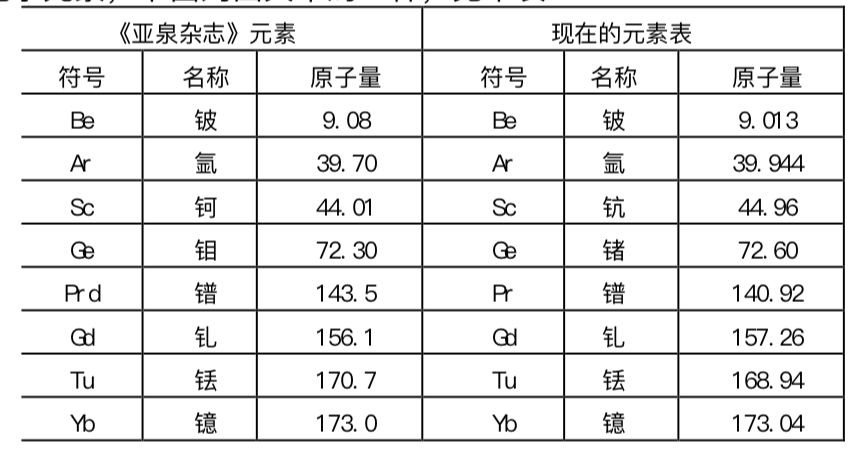 《亚泉杂志》元素 现在的元素表
符号 名称 原子量 符号 名称 原子量
Be 铍 9.08 Be 铍 9.013
Ar 氩 39.70 Ar 氩 39.944
Sc 钶 44.01 Sc 钪 44.96
Ge 钼 72.30 Ge 锗 72.60
Prd 镨 143.5 Pr 镨 140.92
Gd 钆 156.1 Gd 钆 157.26
Tu 铥 170.7 Tu 铥 168.94
Yb 镱 173.0 Yb 镱 173.04